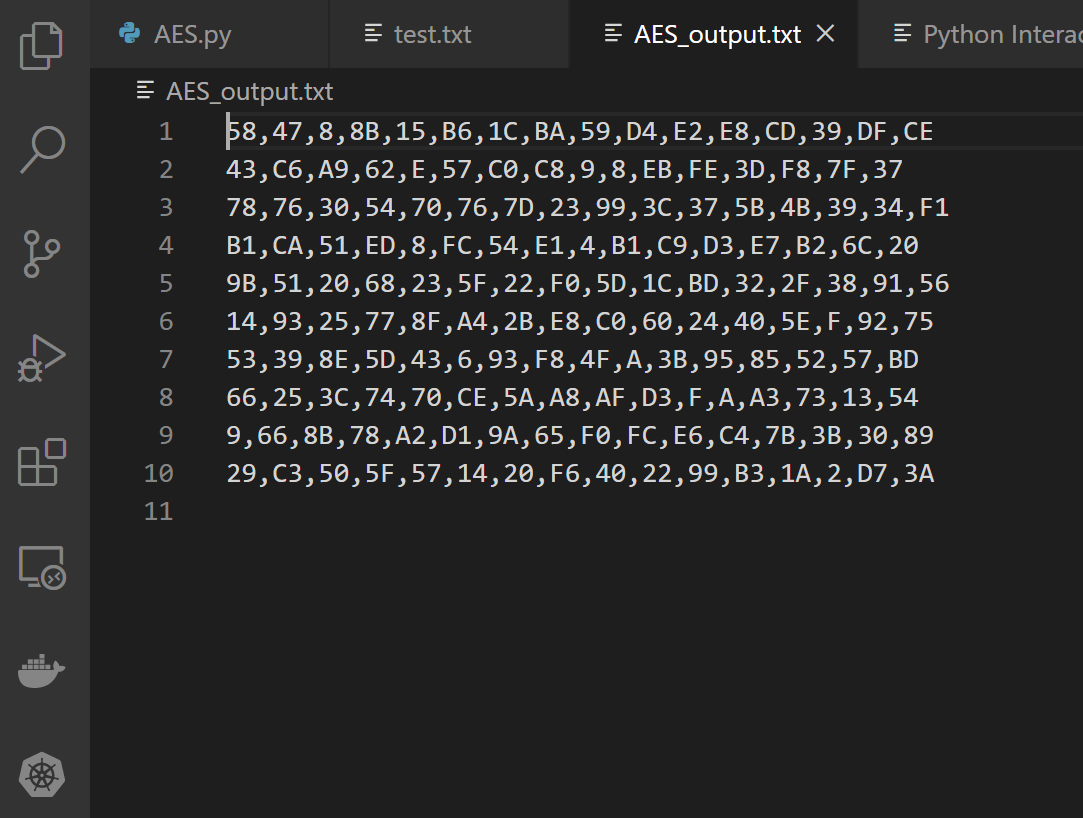 AES.py test.txt AES_output.txt Python Interac
AES_output.txt
1 58,47,8,8B,15,B6,1C,BA,59,D4,E2,E8,CD,39,DF,CE
2 43,C6,A9,62,E,57,C0,C8,9,8,EB,FE,3D,F8,7F,37
3 78,76,30,54,70,76,7D,23,99,3C,37,5B,4B,39,34,F1
4 B1,CA,51,ED,8,FC,54,E1,4,B1,C9,D3,E7,B2,6C,20
5 9B,51,20,68,23,5F,22,F0,5D,1C,BD,32,2F,38,91,56
6 14,93,25,77,8F,A4,2B,E8,C0,60,24,40,5E,F,92,75
7 53,39,8E,5D,43,6,93,F8,4F,A,3B,95,85,52,57,BD
8 66,25,3C,74,70,CE,5A,A8,AF,D3,F,A,A3,73,13,54
9 9,66,8B,78,A2,D1,9A,65,F0,FC,E6,C4,7B,3B,30,89
10 29,C3,50,5F,57,14,20,F6,40,22,99,B3,1A,2,D7,3A
11